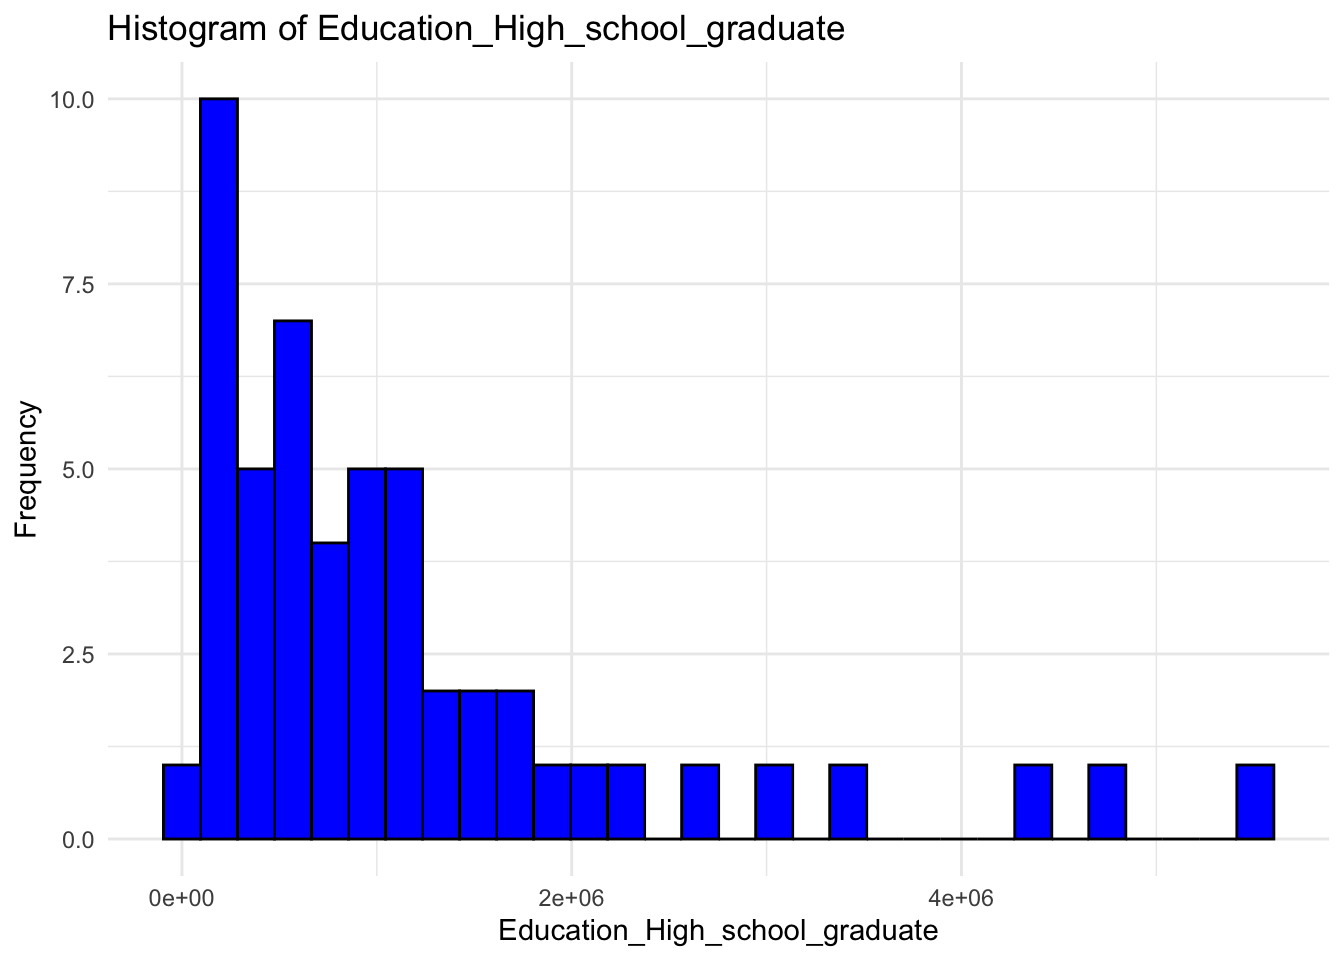 Histogram of Education_High_school_graduate
10.0
7.5
5.0
2.5
0.0
Frequency
0e+00 2e+06 4e+06
Education_High_school_graduate